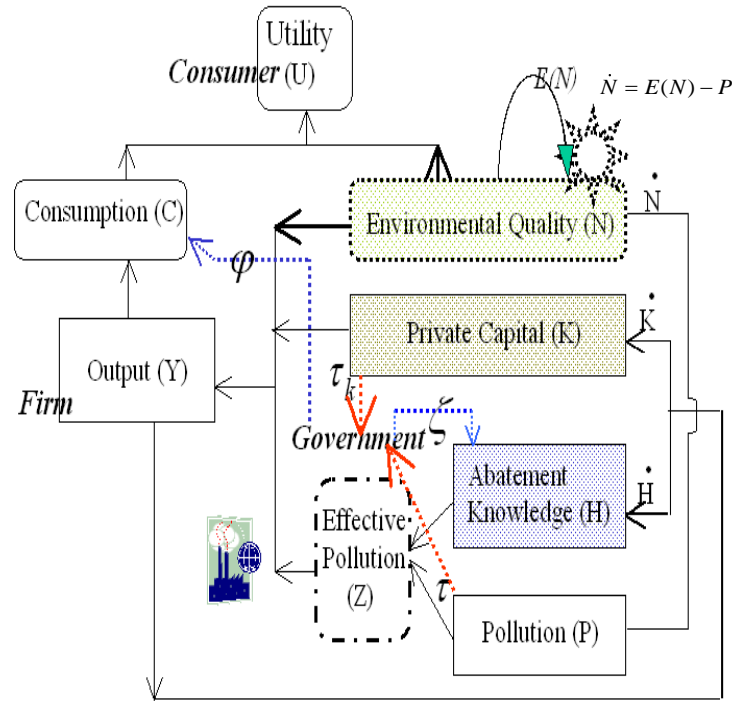 Utility
Consumer (U)
E(N)
Ṅ = E(N) − P
Consumption (C)
Environmental Quality (N)
Ṅ
φ
Private Capital (K)
K̇
Output (Y)
τk
Firm
Government
ζ
Abatement
Knowledge (H)
Ḣ
Effective
Pollution
(Z)
τ
Pollution (P)